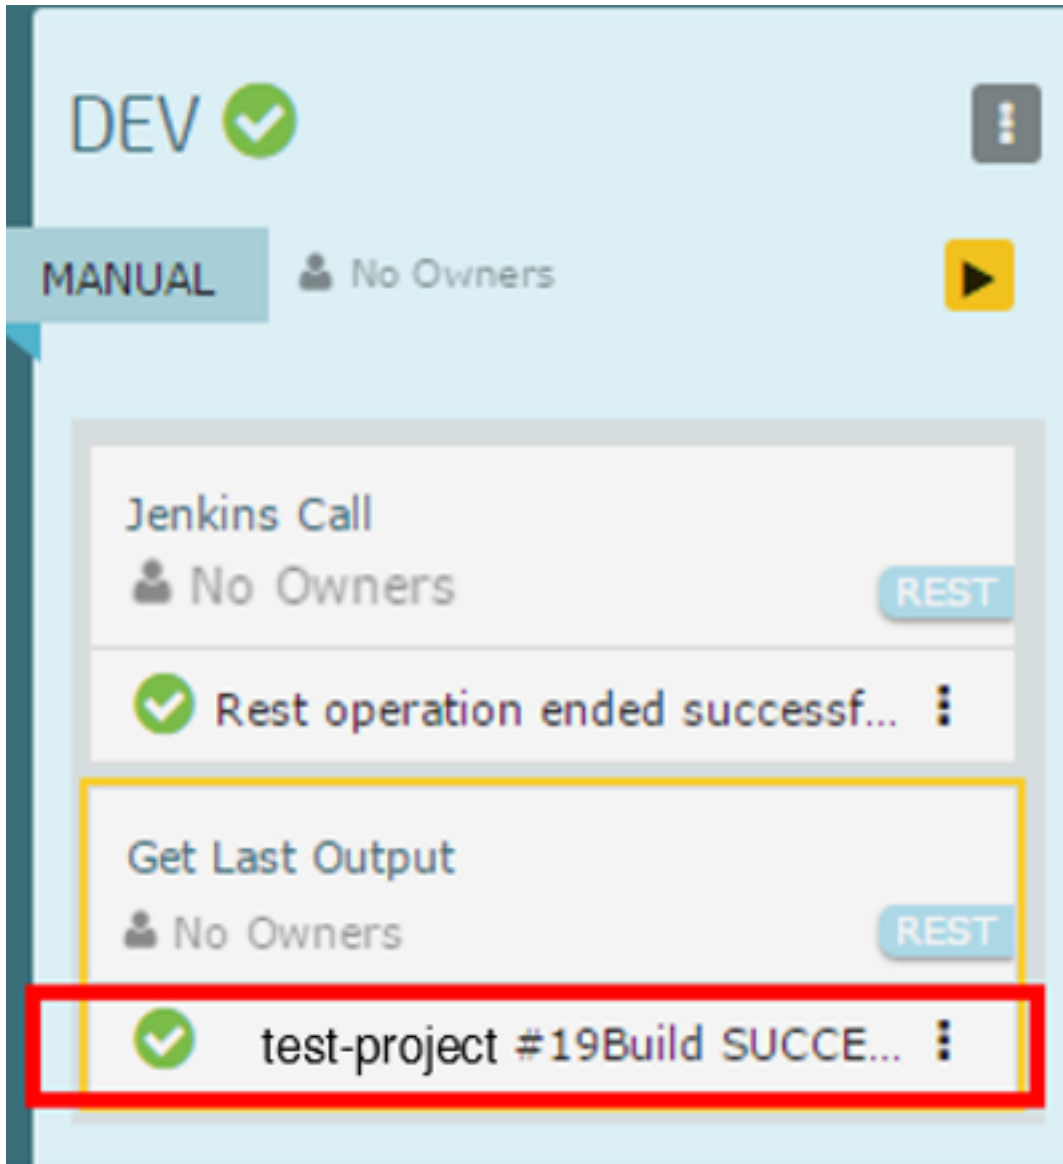 DEV
MANUAL No Owners
Jenkins Call
No Owners REST
Rest operation ended successf...
Get Last Output
No Owners REST
test-project #19Build SUCCE...